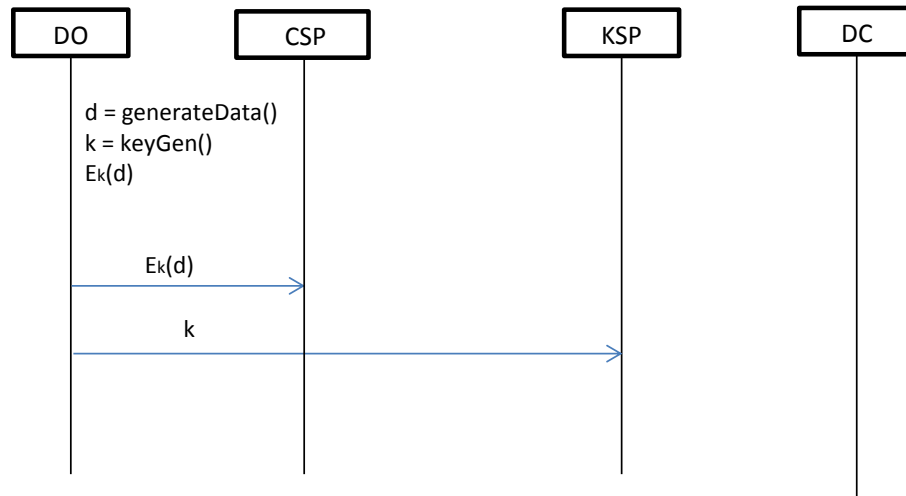 DO
CSP
KSP
DC
d = generateData()
k = keyGen()
Ek(d)
Ek(d)
k